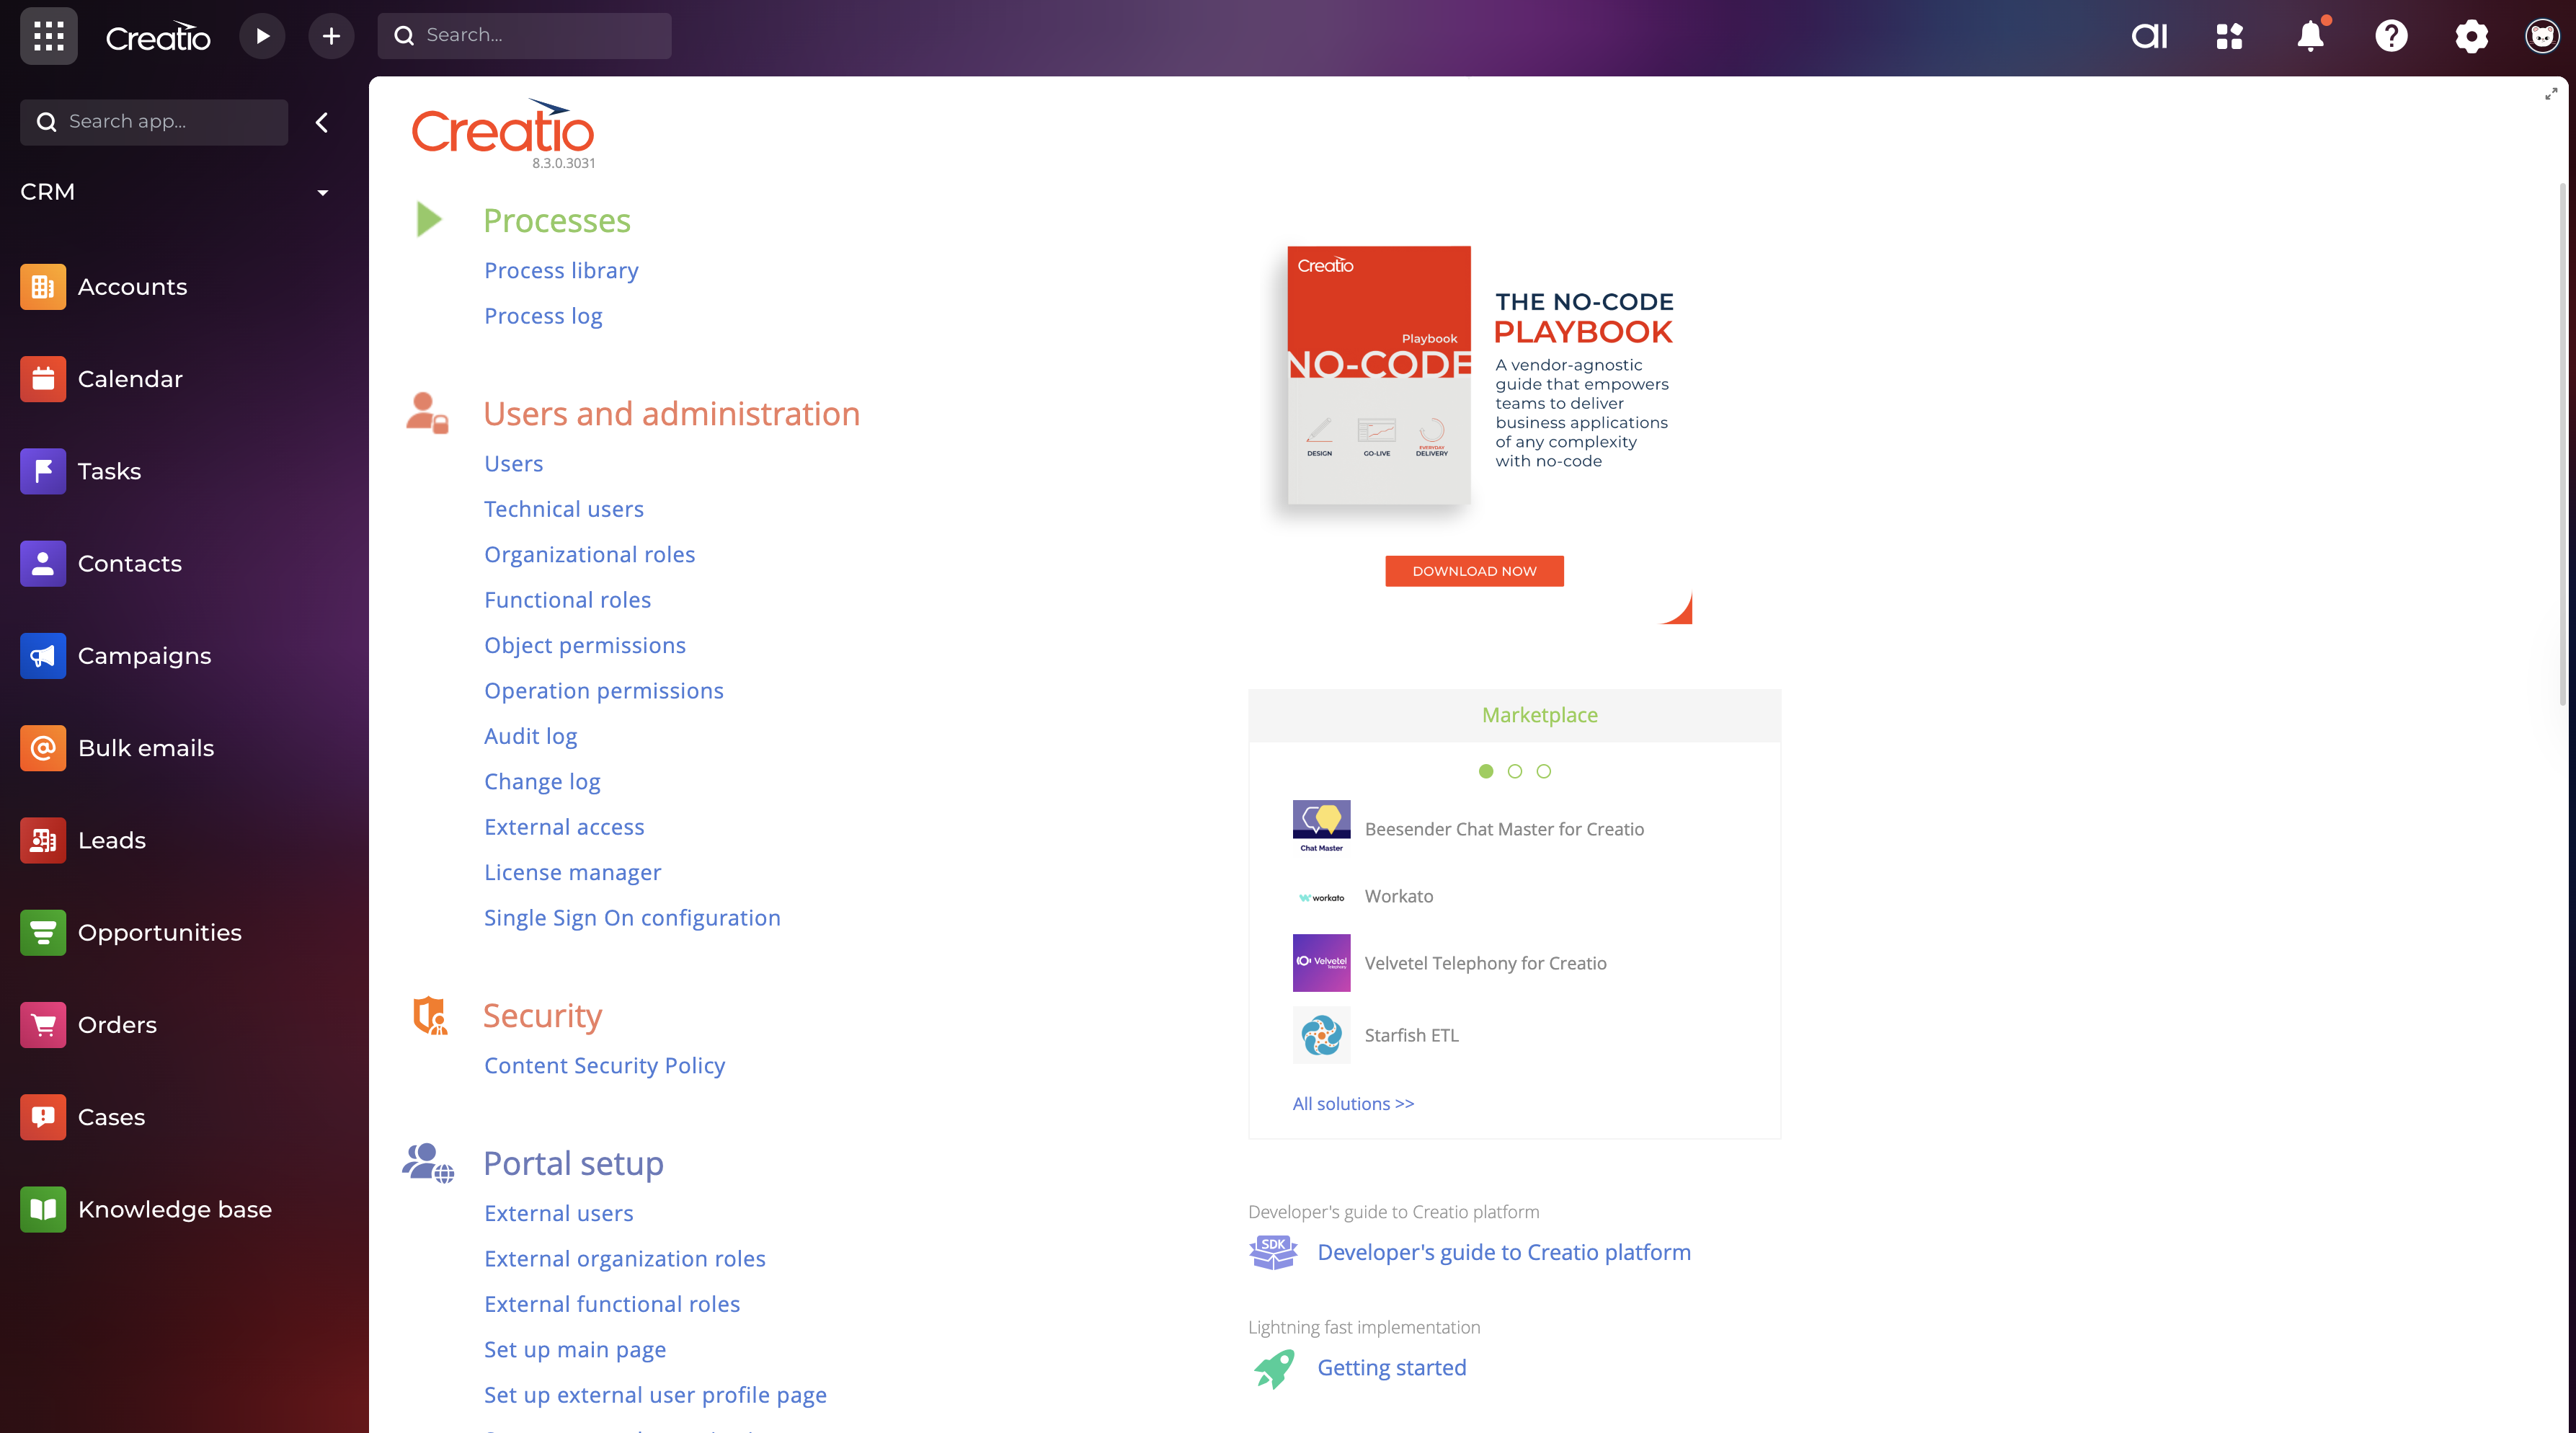 Creatio
Search...
ai
Search app...
CRM
Accounts
Calendar
Tasks
Contacts
Campaigns
Bulk emails
Leads
Opportunities
Orders
Cases
Knowledge base
Creatio
8.3.0.3031
Processes
Process library
Process log
Users and administration
Users
Technical users
Organizational roles
Functional roles
Object permissions
Operation permissions
Audit log
Change log
External access
License manager
Single Sign On configuration
Security
Content Security Policy
Portal setup
External users
External organization roles
External functional roles
Set up main page
Set up external user profile page
Creatio
Playbook
NO-CODE
DESIGN
GO-LIVE
EVERYDAY
DELIVERY
THE NO-CODE
PLAYBOOK
A vendor-agnostic
guide that empowers
teams to deliver
business applications
of any complexity
with no-code
DOWNLOAD NOW
Marketplace
Chat Master
Beesender Chat Master for Creatio
workato
Workato
Velvetel
Telephony
Velvetel Telephony for Creatio
Starfish ETL
All solutions >>
Developer's guide to Creatio platform
SDK
Developer's guide to Creatio platform
Lightning fast implementation
Getting started